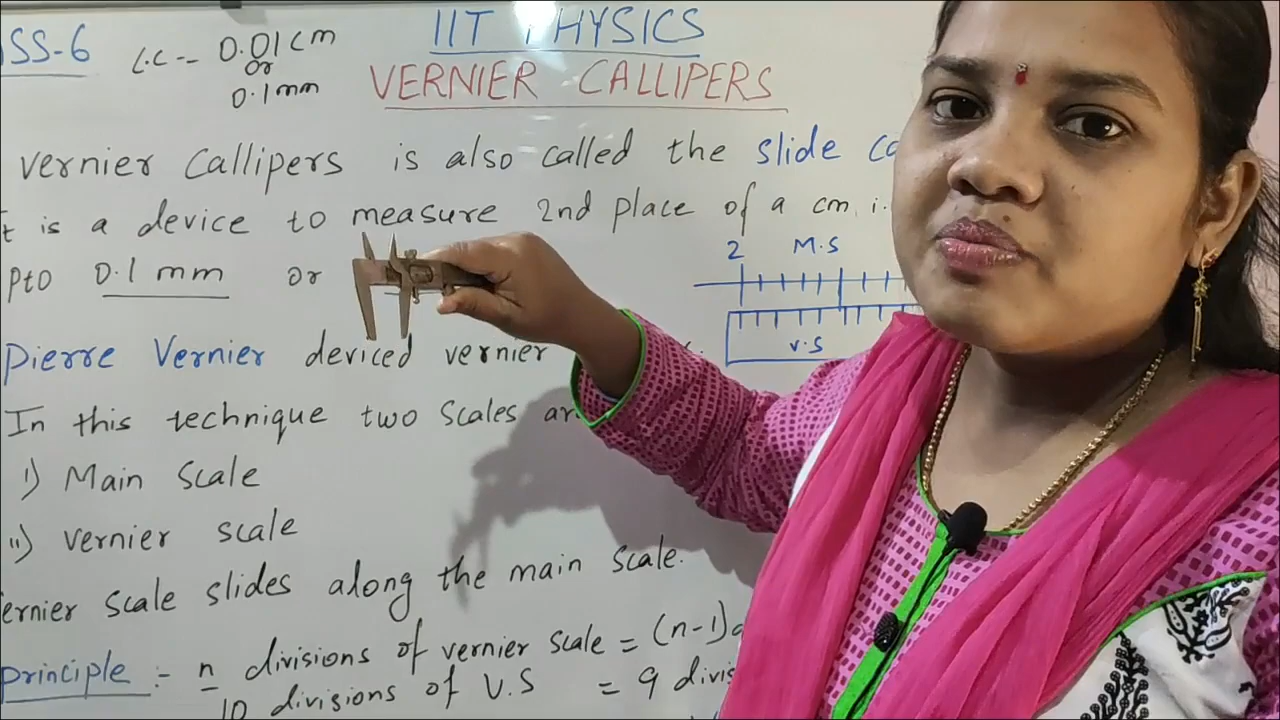 ASS-6
L.C-- 0.01cm
or
0.1mm
IIT PHYSICS
VERNIER CALLIPERS
Vernier Callipers is also called the slide
is a device to measure 2nd place of a cm, i.
pto 0.1 mm or
2 M.S
V.S
Pierre Vernier deviced vernier
In this technique two scales
i) Main scale
ii) Vernier scale
ernier scale slides along the main scale.
Principle :- n divisions of vernier scale = (n-1)
10 divisions of V.S = 9 divis